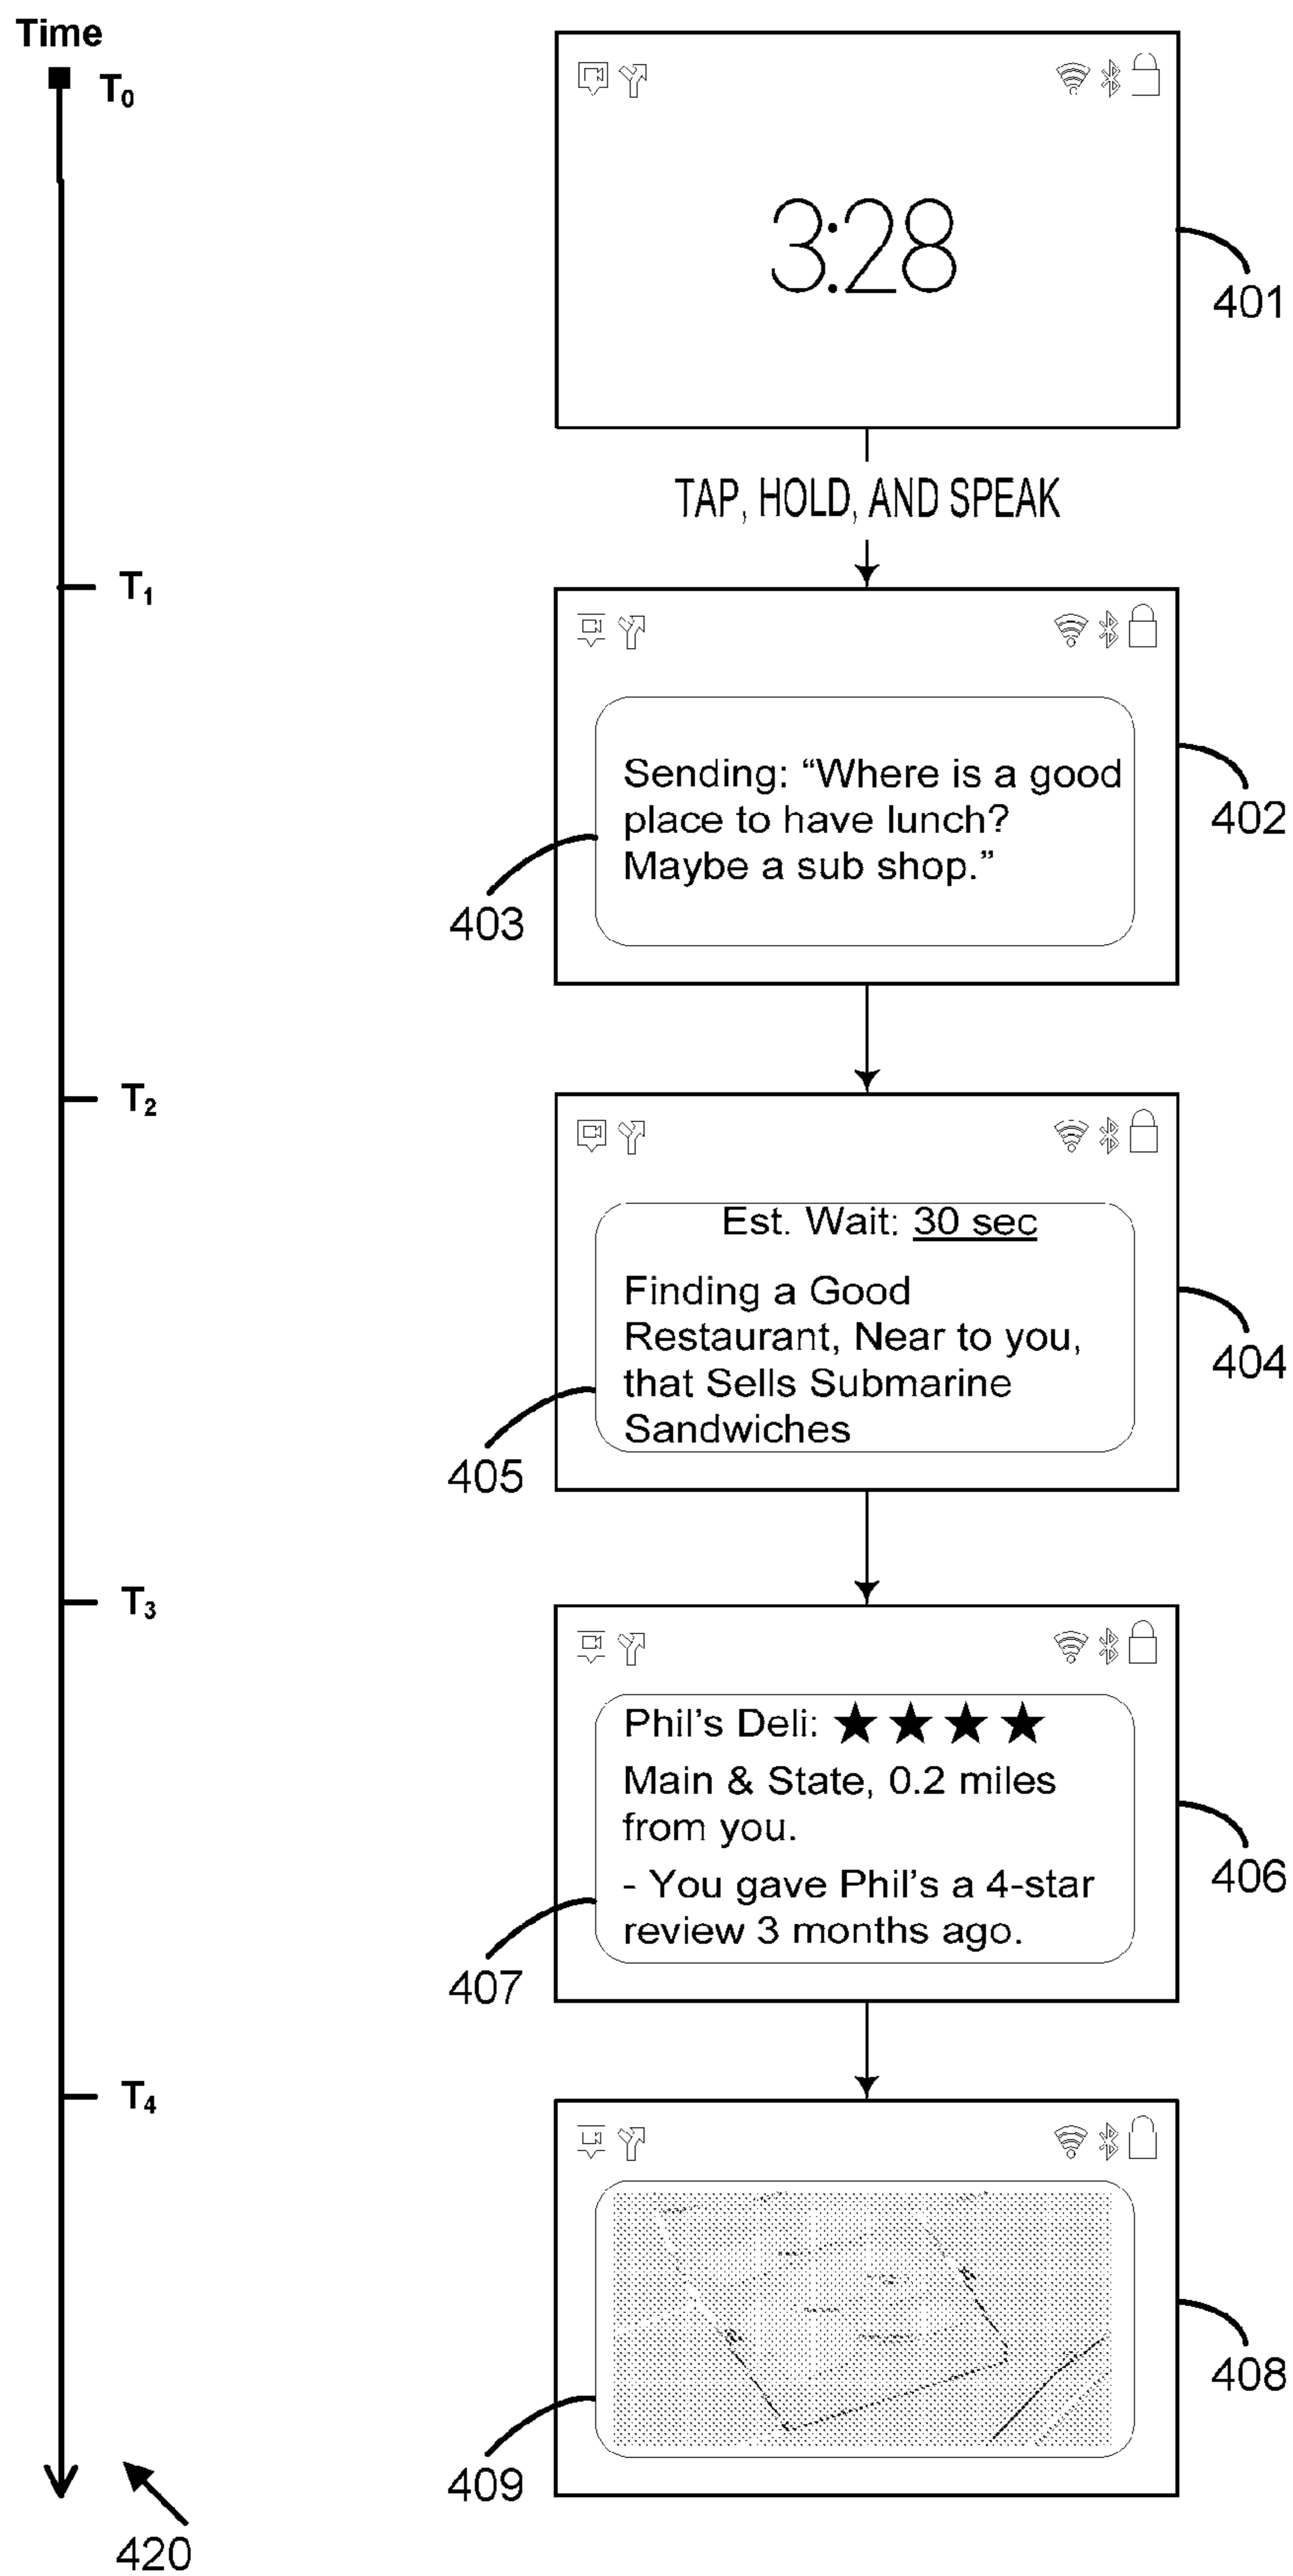 Time
T0
3:28
401
TAP, HOLD, AND SPEAK
T1
Sending: “Where is a good
place to have lunch?
Maybe a sub shop.”
402
403
T2
Est. Wait: 30 sec
Finding a Good
Restaurant, Near to you,
that Sells Submarine
Sandwiches
404
405
T3
Phil's Deli: ★ ★ ★ ★
Main & State, 0.2 miles
from you.
- You gave Phil's a 4-star
review 3 months ago.
406
407
T4
408
409
420